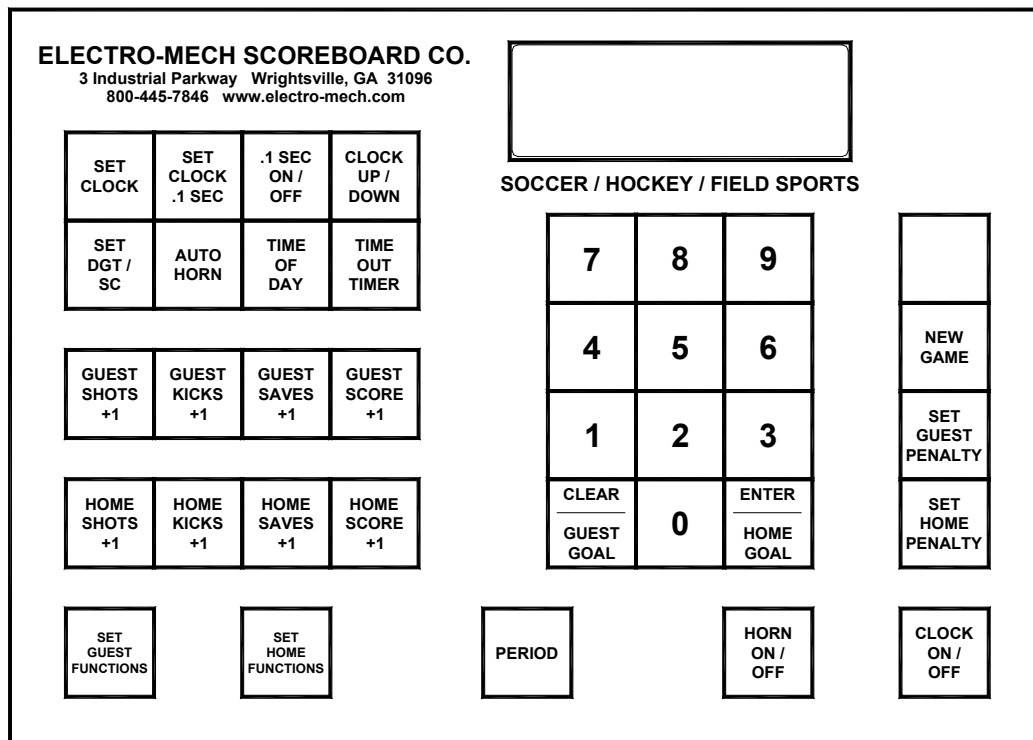 ELECTRO-MECH SCOREBOARD CO.
3 Industrial Parkway Wrightsville, GA 31096
800-445-7846 www.electro-mech.com
SET
CLOCK
SET
CLOCK
.1 SEC
.1 SEC
ON /
OFF
CLOCK
UP /
DOWN
SET
DGT /
SC
AUTO
HORN
TIME
OF
DAY
TIME
OUT
TIMER
GUEST
SHOTS
+1
GUEST
KICKS
+1
GUEST
SAVES
+1
GUEST
SCORE
+1
HOME
SHOTS
+1
HOME
KICKS
+1
HOME
SAVES
+1
HOME
SCORE
+1
SET
GUEST
FUNCTIONS
SET
HOME
FUNCTIONS
SOCCER / HOCKEY / FIELD SPORTS
7
8
9
4
5
6
1
2
3
CLEAR
GUEST
GOAL
0
ENTER
HOME
GOAL
NEW
GAME
SET
GUEST
PENALTY
SET
HOME
PENALTY
PERIOD
HORN
ON /
OFF
CLOCK
ON /
OFF